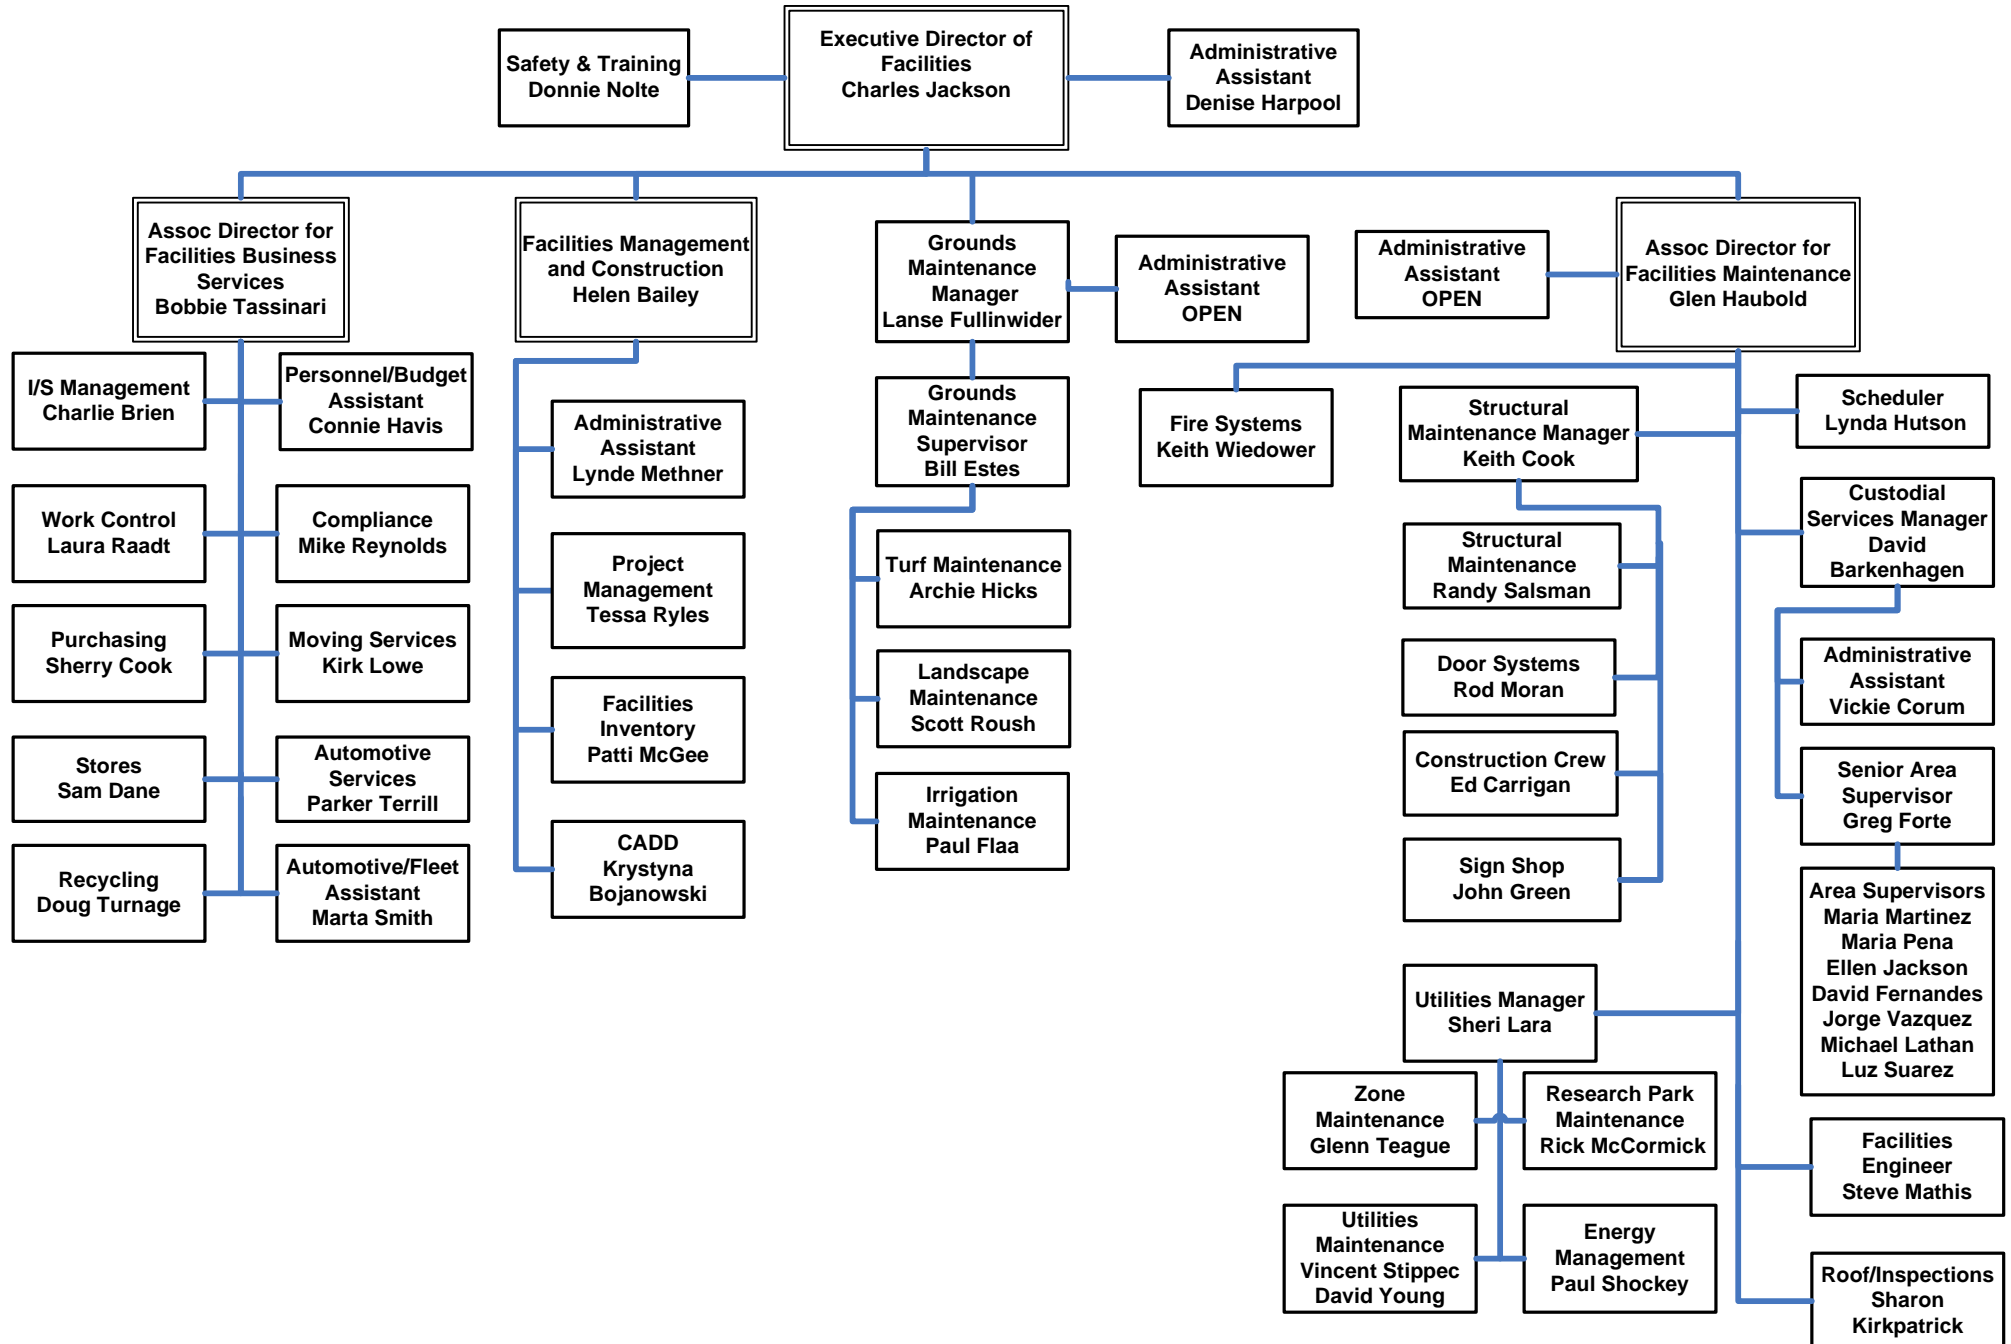 Executive Director of
Facilities
Charles Jackson
Safety & Training
Donnie Nolte
Administrative
Assistant
Denise Harpool
Assoc Director for
Facilities Business
Services
Bobbie Tassinari
Facilities Management
and Construction
Helen Bailey
Grounds
Maintenance
Manager
Lanse Fullinwider
Administrative
Assistant
OPEN
Administrative
Assistant
OPEN
Assoc Director for
Facilities Maintenance
Glen Haubold
I/S Management
Charlie Brien
Personnel/Budget
Assistant
Connie Havis
Work Control
Laura Raadt
Compliance
Mike Reynolds
Purchasing
Sherry Cook
Moving Services
Kirk Lowe
Stores
Sam Dane
Automotive
Services
Parker Terrill
Recycling
Doug Turnage
Automotive/Fleet
Assistant
Marta Smith
Administrative
Assistant
Lynde Methner
Project
Management
Tessa Ryles
Facilities
Inventory
Patti McGee
CADD
Krystyna
Bojanowski
Grounds
Maintenance
Supervisor
Bill Estes
Turf Maintenance
Archie Hicks
Landscape
Maintenance
Scott Roush
Irrigation
Maintenance
Paul Flaa
Fire Systems
Keith Wiedower
Structural
Maintenance Manager
Keith Cook
Structural
Maintenance
Randy Salsman
Door Systems
Rod Moran
Construction Crew
Ed Carrigan
Sign Shop
John Green
Utilities Manager
Sheri Lara
Zone
Maintenance
Glenn Teague
Research Park
Maintenance
Rick McCormick
Utilities
Maintenance
Vincent Stippec
David Young
Energy
Management
Paul Shockey
Scheduler
Lynda Hutson
Custodial
Services Manager
David
Barkenhagen
Administrative
Assistant
Vickie Corum
Senior Area
Supervisor
Greg Forte
Area Supervisors
Maria Martinez
Maria Pena
Ellen Jackson
David Fernandes
Jorge Vazquez
Michael Lathan
Luz Suarez
Facilities
Engineer
Steve Mathis
Roof/Inspections
Sharon
Kirkpatrick